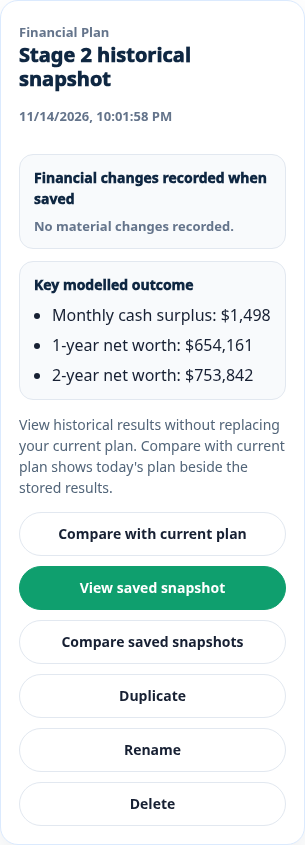 Financial Plan
Stage 2 historical
snapshot
11/14/2026, 10:01:58 PM
Financial changes recorded when
saved
No material changes recorded.
Key modelled outcome
• Monthly cash surplus: $1,498
• 1-year net worth: $654,161
• 2-year net worth: $753,842
View historical results without replacing
your current plan. Compare with current
plan shows today's plan beside the
stored results.
Compare with current plan
View saved snapshot
Compare saved snapshots
Duplicate
Rename
Delete